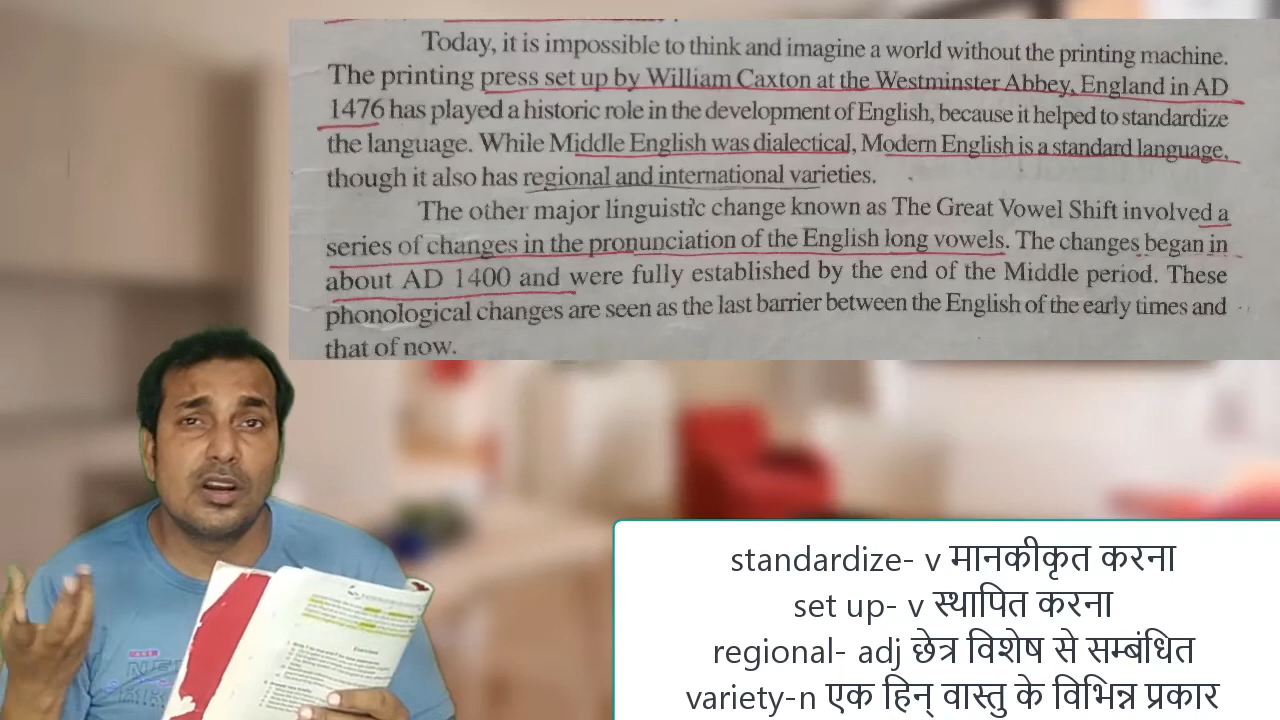 Today, it is impossible to think and imagine a world without the printing machine.
The printing press set up by William Caxton at the Westminster Abbey, England in AD
1476 has played a historic role in the development of English, because it helped to standardize
the language. While Middle English was dialectical, Modern English is a standard language,
though it also has regional and international varieties.
The other major linguistic change known as The Great Vowel Shift involved a
series of changes in the pronunciation of the English long vowels. The changes began in
about AD 1400 and were fully established by the end of the Middle period. These
phonological changes are seen as the last barrier between the English of the early times and
that of now.
Exercises
standardize- v मानकीकृत करना
set up- v स्थापित करना
regional- adj छेत्र विशेष से सम्बंधित
variety-n एक हिन् वास्तु के विभिन्न प्रकार